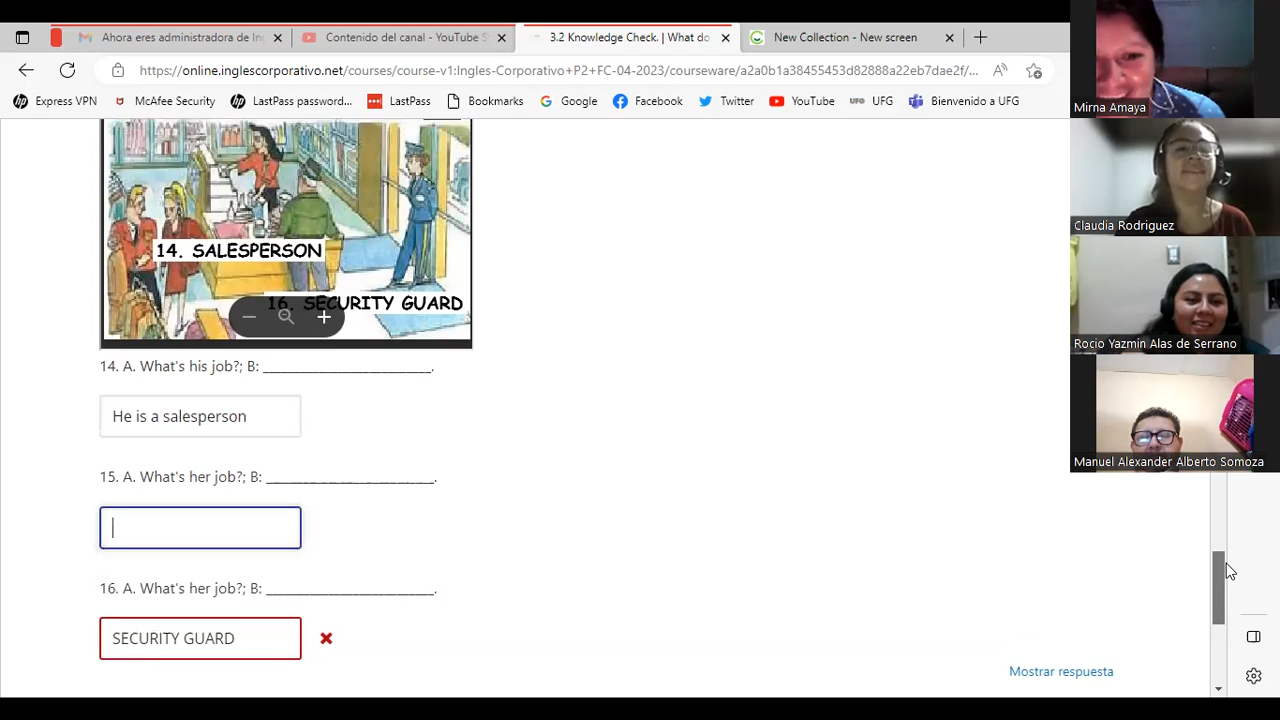 Ahora eres administradora de In
Contenido del canal - YouTube S
3.2 Knowledge Check. | What do
New Collection - New screen
https://online.inglescorporativo.net/courses/course-v1:Ingles-Corporativo+P2+FC-04-2023/courseware/a2a0b1a38455453d82888a22eb7dae2f/...
Express VPN
McAfee Security
LastPass password...
LastPass
Bookmarks
Google
Facebook
Twitter
YouTube
UFG
Bienvenido a UFG
Mirna Amaya
Claudia Rodriguez
Rocio Yazmin Alas de Serrano
Manuel Alexander Alberto Somoza
14. SALESPERSON
16. SECURITY GUARD
14. A. What's his job?; B: _________________________.
He is a salesperson
15. A. What's her job?; B: _________________________.
16. A. What's her job?; B: _________________________.
SECURITY GUARD
Mostrar respuesta